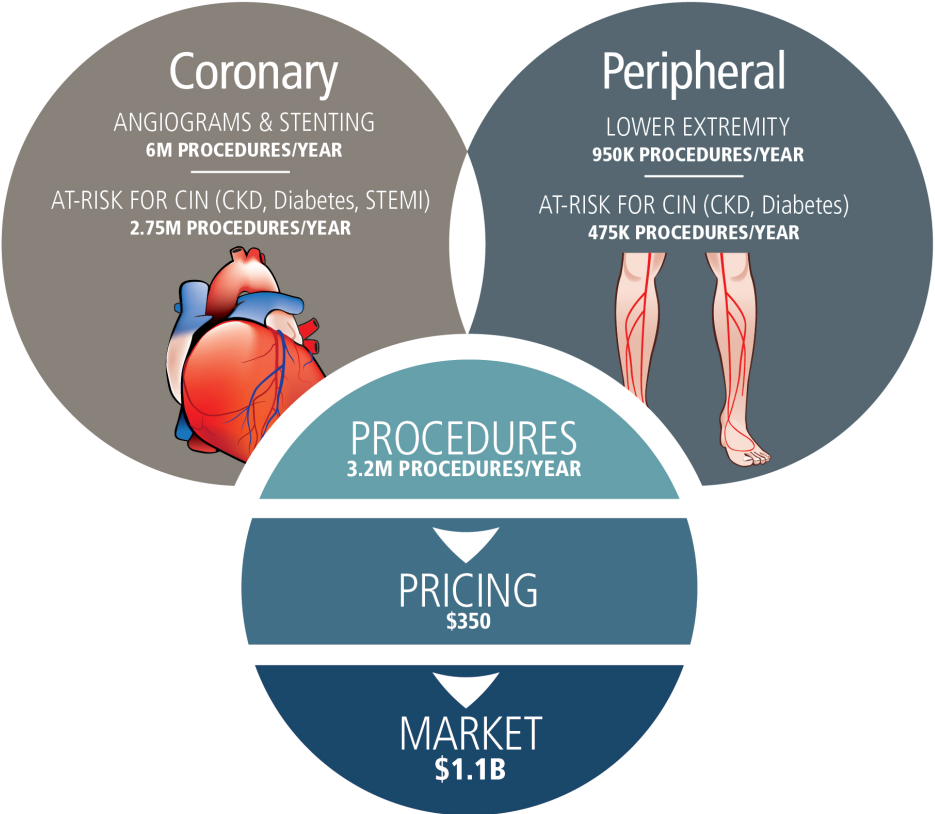 Coronary
ANGIOGRAMS & STENTING
6M PROCEDURES/YEAR
AT-RISK FOR CIN (CKD, Diabetes, STEMI)
2.75M PROCEDURES/YEAR
Peripheral
LOWER EXTREMITY
950K PROCEDURES/YEAR
AT-RISK FOR CIN (CKD, Diabetes)
475K PROCEDURES/YEAR
PROCEDURES
3.2M PROCEDURES/YEAR
PRICING
$350
MARKET
$1.1B